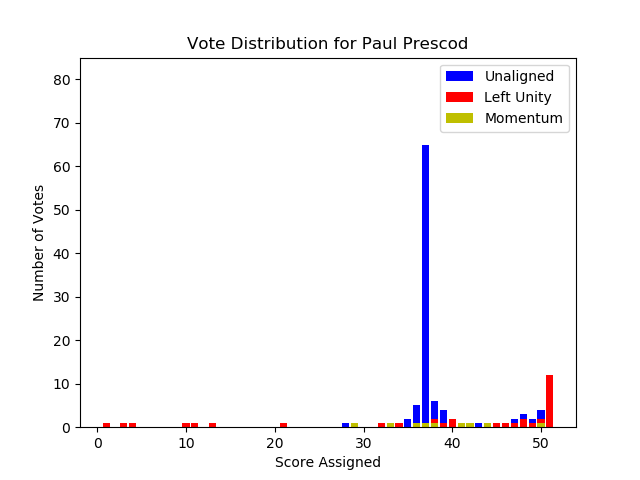 Vote Distribution for Paul Prescod
Unaligned
Left Unity
Momentum
Number of Votes
80
70
60
50
40
30
20
10
0
0 10 20 30 40 50
Score Assigned